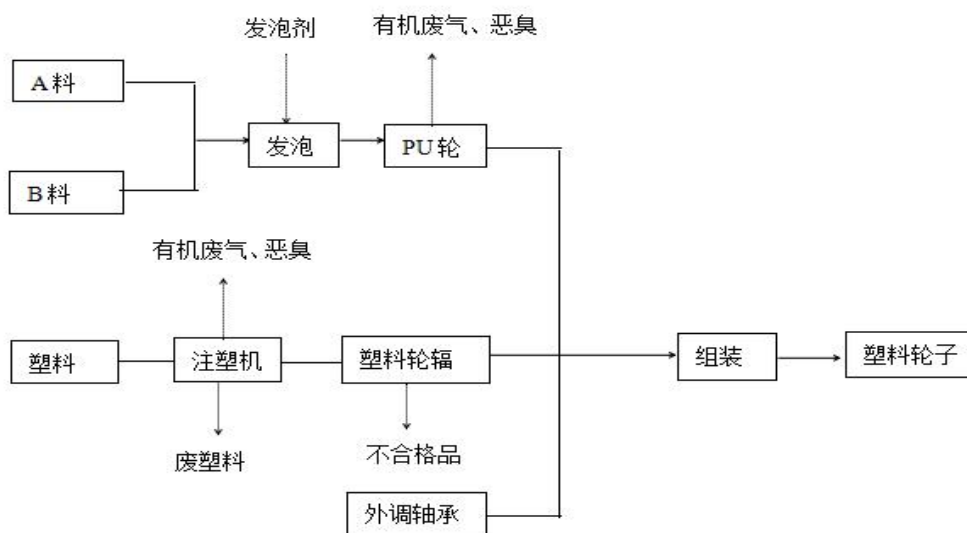 发泡剂
有机废气、恶臭
A料
发泡
PU轮
B料
有机废气、恶臭
塑料
注塑机
塑料轮辐
组装
塑料轮子
废塑料
不合格品
外调轴承